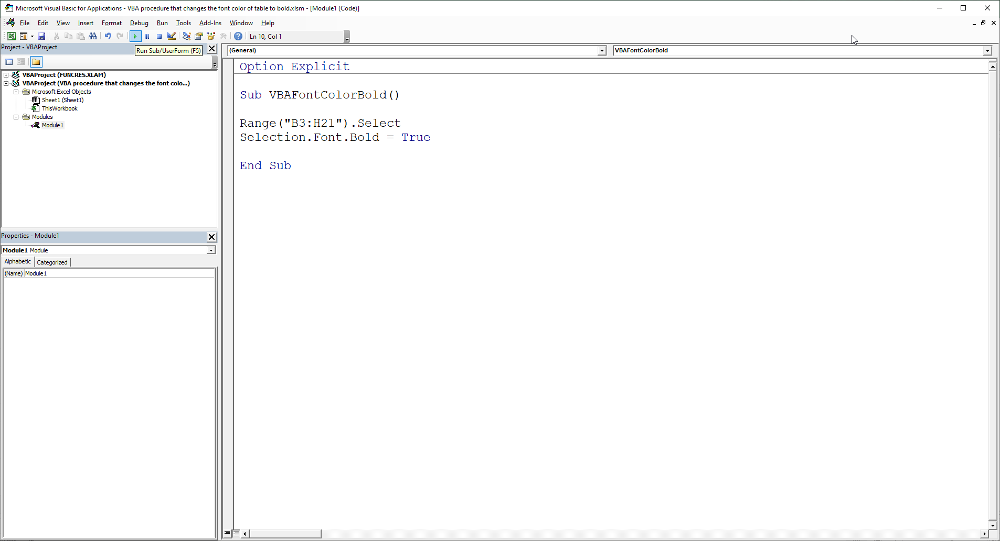 Microsoft Visual Basic for Applications - VBA procedure that changes the font color of table to bold.xlsm - [Module1 (Code)]
File Edit View Insert Format Debug Run Tools Add-Ins Window Help
Ln 10, Col 1
Project - VBAProject
Run Sub/UserForm (F5)
(General)
VBAFontColorBold
VBAProject (FUNCRES.XLAM)
VBAProject (VBA procedure that changes the font colo...)
Microsoft Excel Objects
Sheet1 (Sheet1)
ThisWorkbook
Modules
Module1
Properties - Module1
Module1 Module
Alphabetic Categorized
(Name) Module1
Option Explicit
Sub VBAFontColorBold()
Range("B3:H21").Select
Selection.Font.Bold = True
End Sub